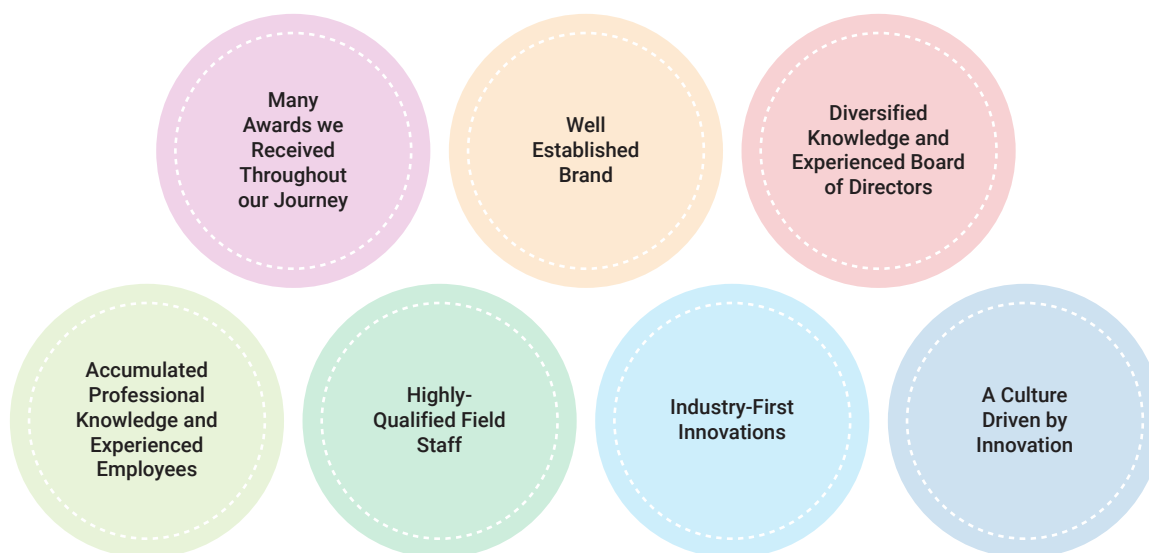 Many
Awards we
Received
Throughout
our Journey
Well
Established
Brand
Diversified
Knowledge and
Experienced Board
of Directors
Accumulated
Professional
Knowledge and
Experienced
Employees
Highly-
Qualified Field
Staff
Industry-First
Innovations
A Culture
Driven by
Innovation